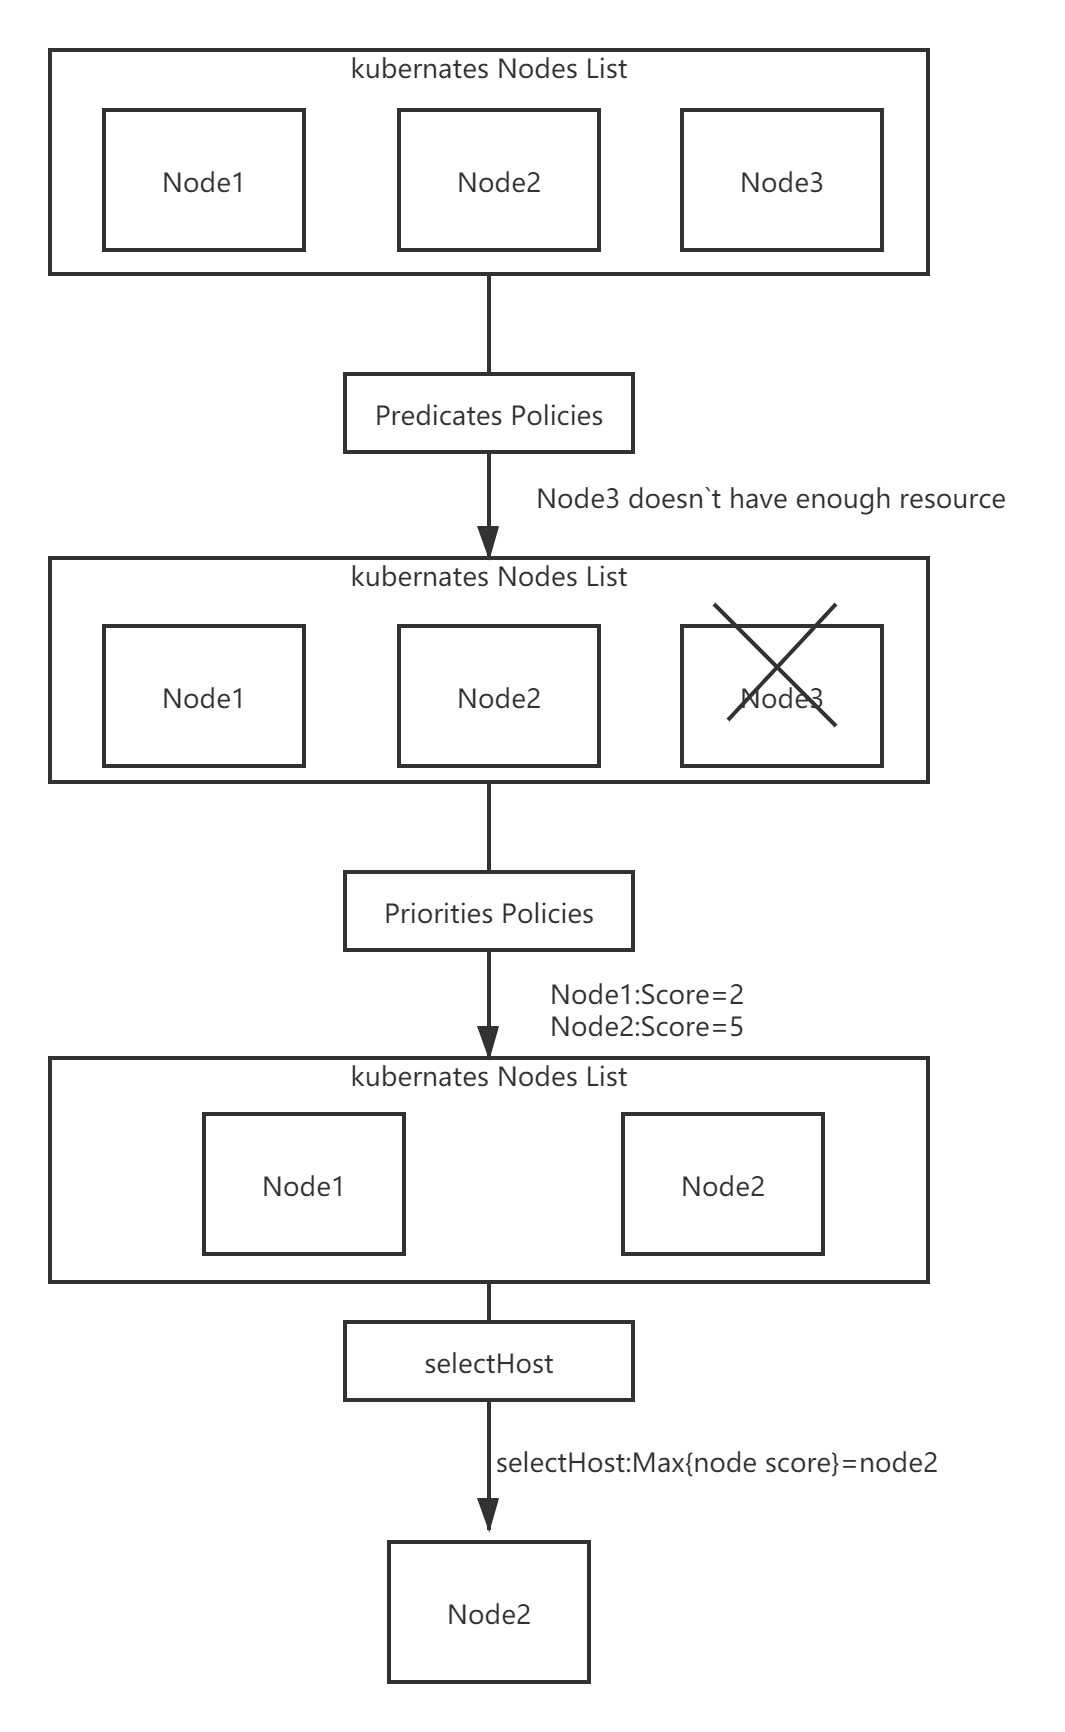 kubernates Nodes List
Node1
Node2
Node3
Predicates Policies
Node3 doesn`t have enough resource
kubernates Nodes List
Node1
Node2
Node3
Priorities Policies
Node1:Score=2
Node2:Score=5
kubernates Nodes List
Node1
Node2
selectHost
selectHost:Max{node score}=node2
Node2